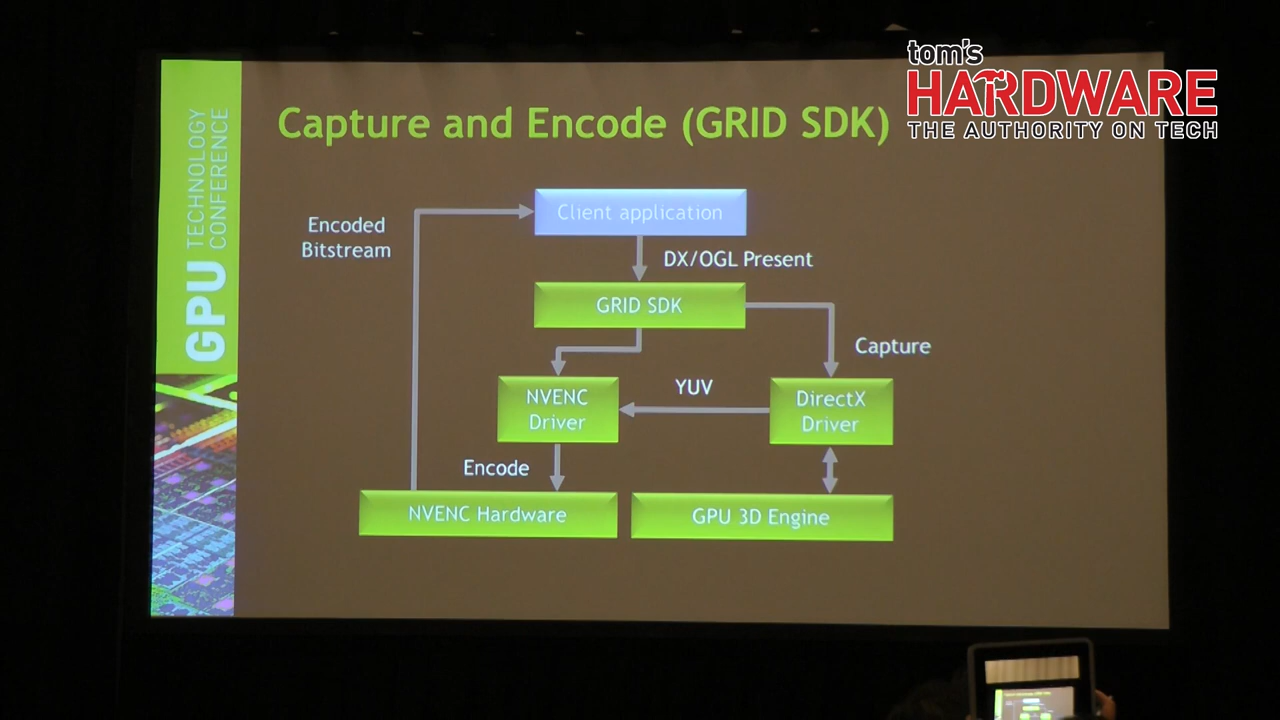 tom's
HARDWARE
THE AUTHORITY ON TECH
GPU TECHNOLOGY
CONFERENCE
Capture and Encode (GRID SDK)
Client application
Encoded
Bitstream
DX/OGL Present
GRID SDK
Capture
NVENC
Driver
YUV
DirectX
Driver
Encode
NVENC Hardware
GPU 3D Engine